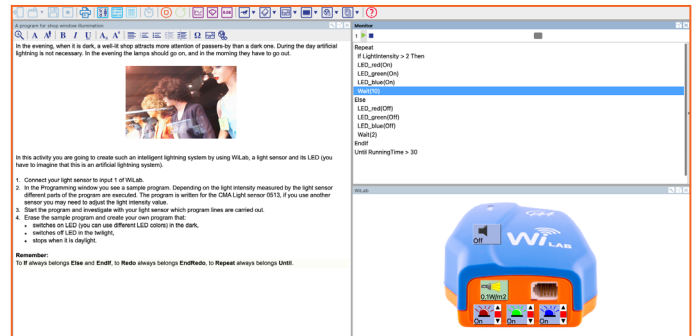 A program for shop window illumination
In the evening, when it is dark, a well-lit shop attracts more attention of passers-by than a dark one. During the day artificial
lightning is not necessary. In the evening the lamps should go on, and in the morning they have to go out.
In this activity you are going to create such an intelligent lightning system by using WiLab, a light sensor and its LED (you
have to imagine that this is an artificial lightning system).
1. Connect your light sensor to input 1 of WiLab.
2. In the Programming window you see a sample program. Depending on the light intensity measured by the light sensor
different parts of the program are executed. The program is written for the CMA Light sensor 0513, if you use another
sensor you may need to adjust the light intensity value.
3. Start the program and investigate with your light sensor which program lines are carried out.
4. Erase the sample program and create your own program that:
• switches on LED (you can use different LED colors) in the dark,
• switches off LED in the twilight,
• stops when it is daylight.
Remember:
To If always belongs Else and EndIf, to Redo always belongs EndRedo, to Repeat always belongs Until.
Monitor
1
Repeat
If LightIntensity > 2 Then
LED_red(On)
LED_green(On)
LED_blue(On)
Wait(10)
Else
LED_red(Off)
LED_green(Off)
LED_blue(Off)
Wait(2)
EndIf
Until RunningTime > 30
WiLab
Off
Wi LAB
0.1W/m2
On On On